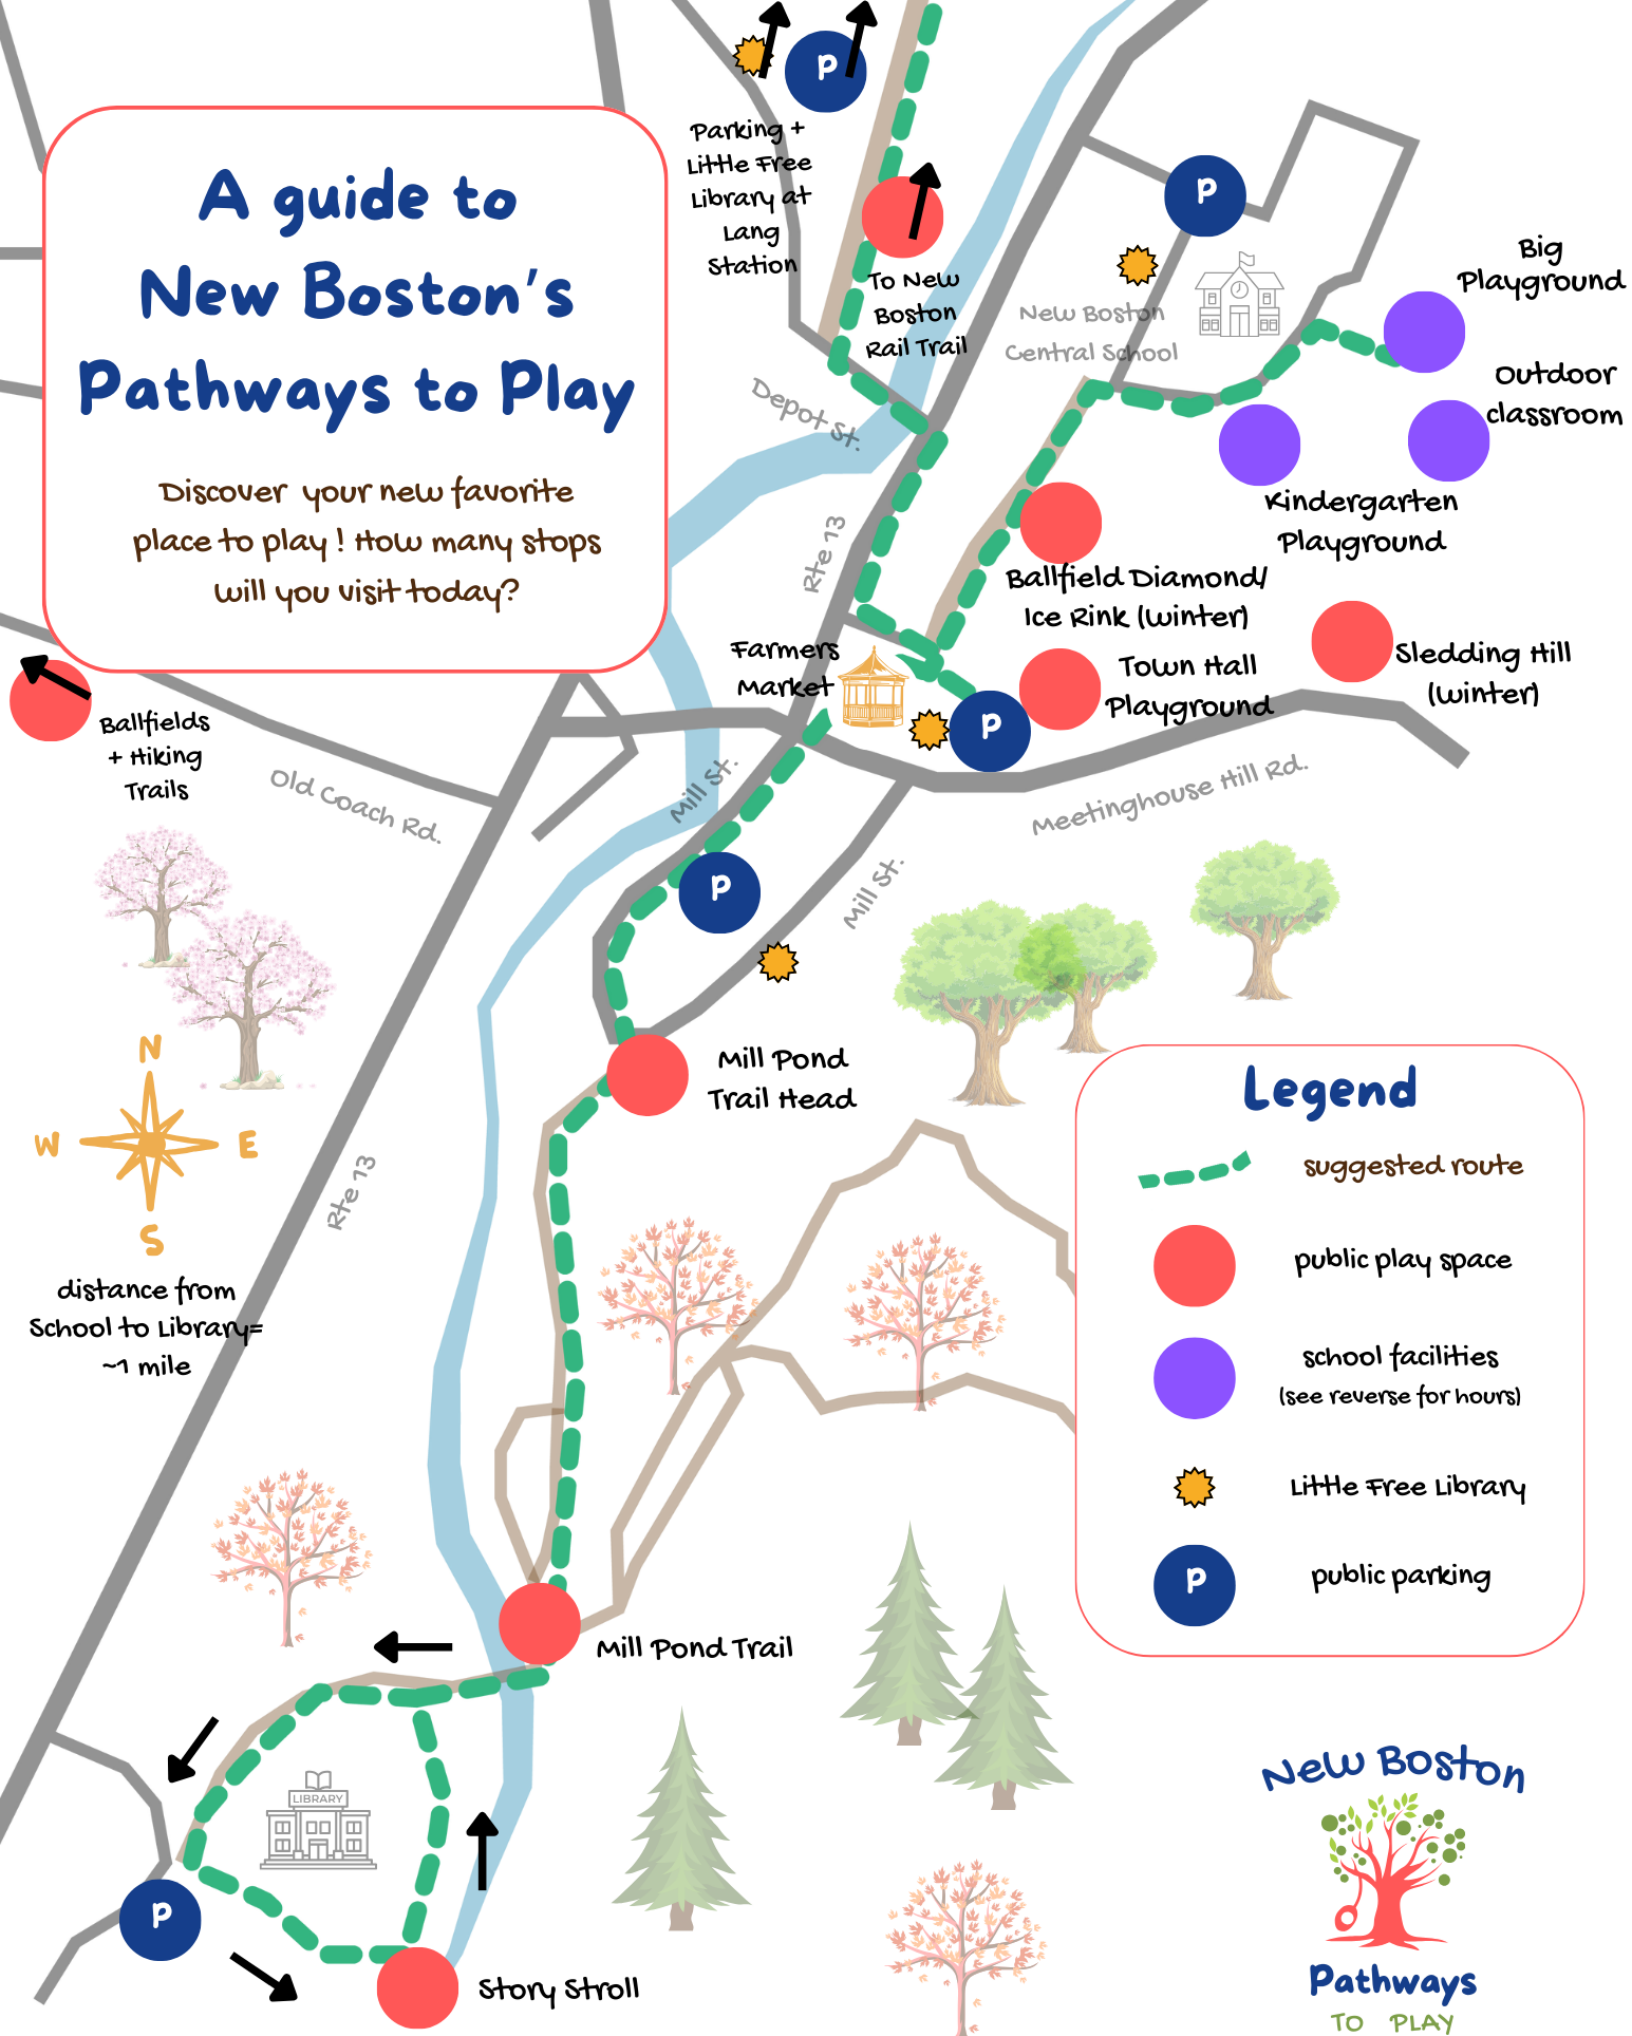 A guide to
New Boston's
Pathways to Play
Discover your new favorite
place to play! How many stops
will you visit today?
P
Parking +
Little Free
Library at
Lang
Station
To New
Boston
Rail Trail
P
New Boston
Central School
Big
Playground
Outdoor
classroom
Kindergarten
Playground
Depot St.
Rte 13
Ballfield Diamond/
Ice Rink (winter)
Farmers
Market
Town Hall
Playground
P
Sledding Hill
(winter)
Ballfields
+ Hiking
Trails
Old Coach Rd.
Mill St.
Meetinghouse Hill Rd.
P
Mill St.
Mill Pond
Trail Head
N
W
E
S
Rte 13
distance from
School to Library=
~1 mile
Legend
suggested route
public play space
school facilities
(see reverse for hours)
Little Free Library
P
public parking
Mill Pond Trail
LIBRARY
P
Story Stroll
New Boston
Pathways
TO PLAY